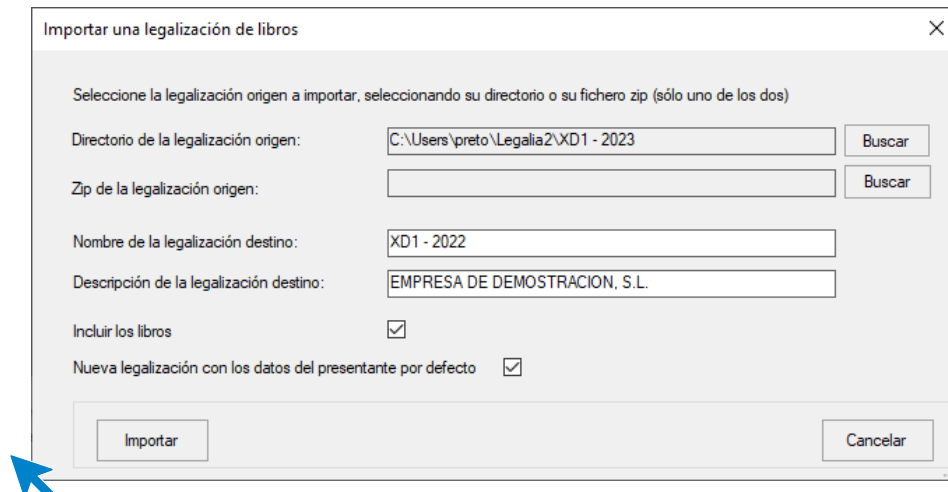 Importar una legalización de libros
Seleccione la legalización origen a importar, seleccionando su directorio o su fichero zip (sólo uno de los dos)
Directorio de la legalización origen: C:\Users\preto\Legalia2\XD1 - 2023 Buscar
Zip de la legalización origen: Buscar
Nombre de la legalización destino: XD1 - 2022
Descripción de la legalización destino: EMPRESA DE DEMOSTRACION, S.L.
Incluir los libros
Nueva legalización con los datos del presentante por defecto
Importar Cancelar